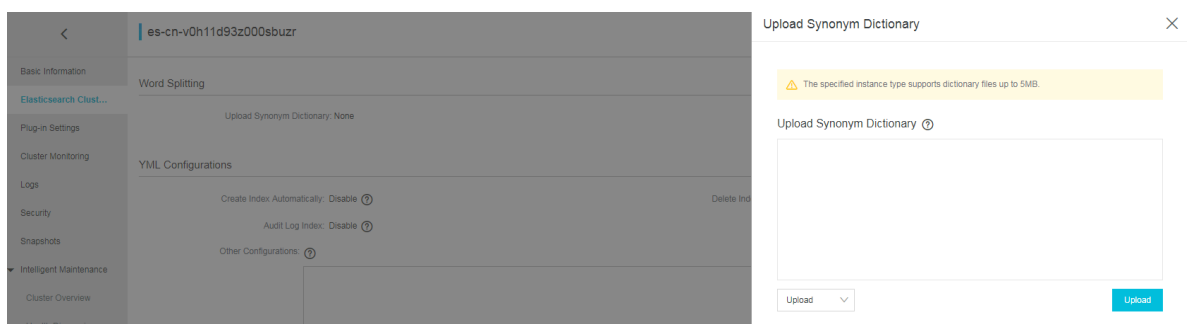 es-cn-v0h11d93z000sbuzr
Basic Information
Elasticsearch Clust...
Plug-in Settings
Cluster Monitoring
Logs
Security
Snapshots
Intelligent Maintenance
Cluster Overview
Word Splitting
Upload Synonym Dictionary: None
YML Configurations
Create Index Automatically: Disable ?
Delete Ind
Audit Log Index: Disable ?
Other Configurations: ?
Upload Synonym Dictionary
The specified instance type supports dictionary files up to 5MB.
Upload Synonym Dictionary ?
Upload
Upload